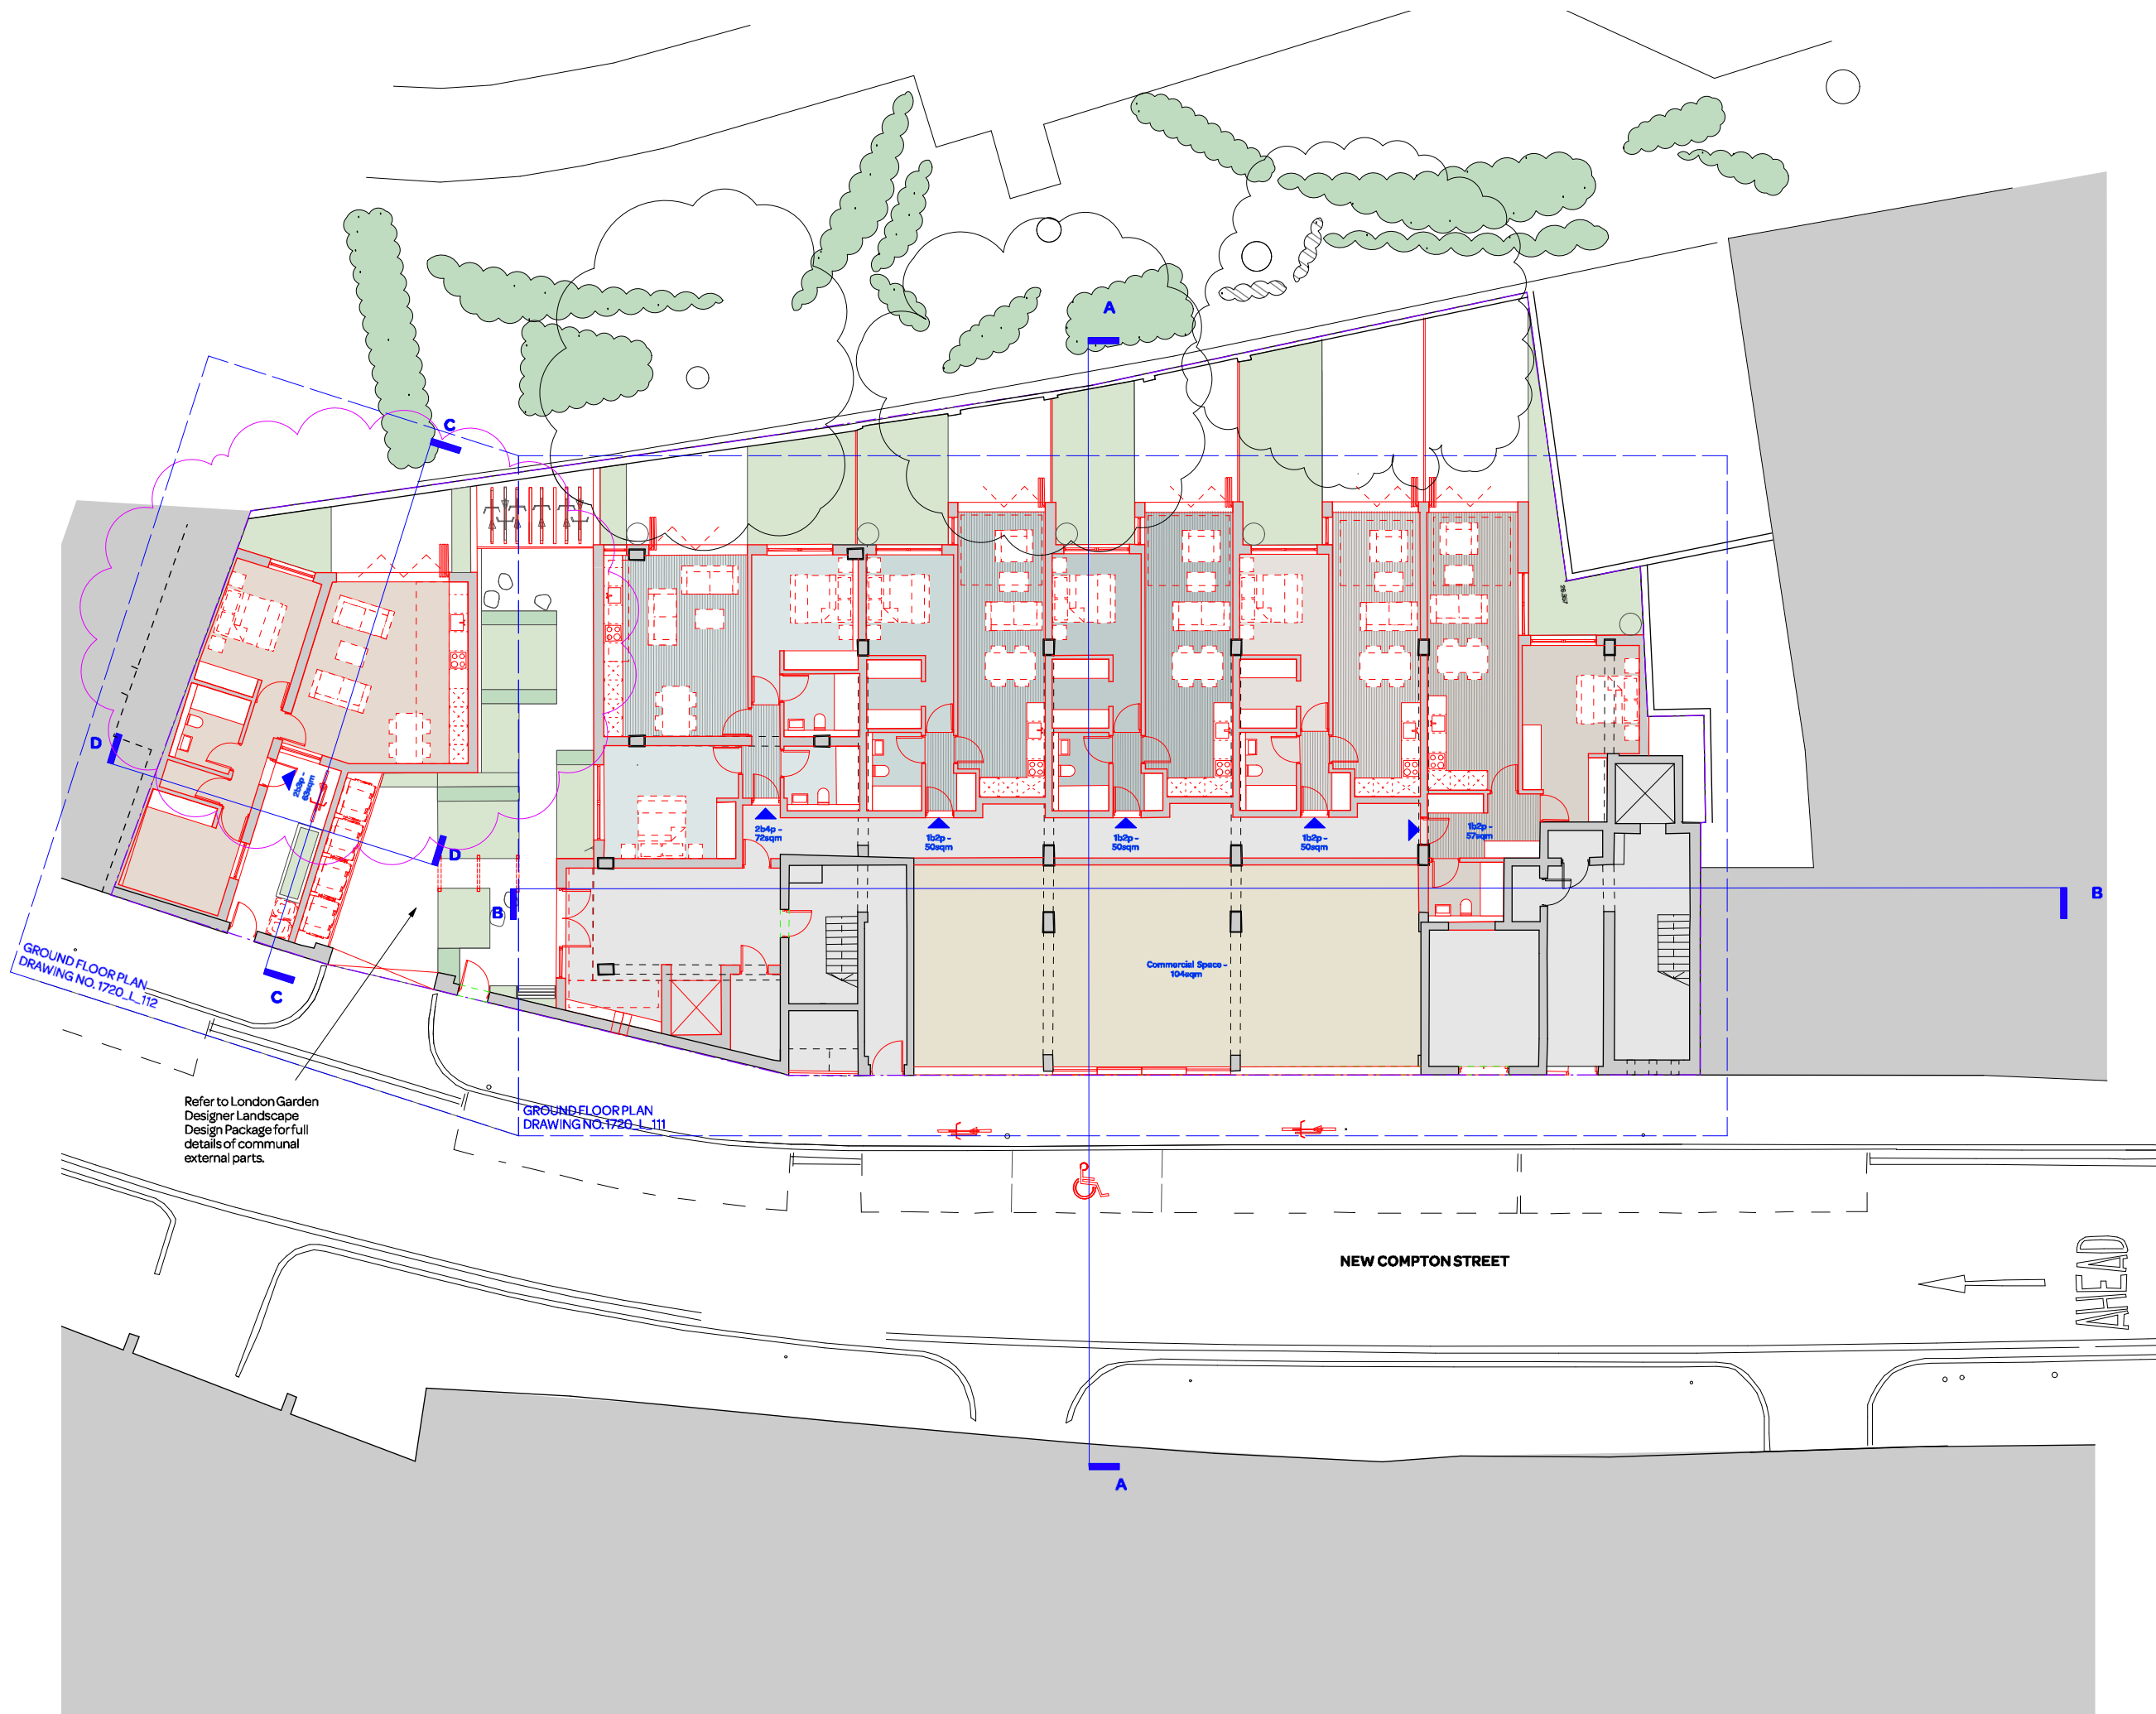 A
C
D
2b3p -
63sqm
D
2b4p -
72sqm
1b2p -
50sqm
1b2p -
50sqm
1b2p -
50sqm
1b2p -
57sqm
B
B
Commercial Space -
104sqm
GROUND FLOOR PLAN
DRAWING NO. 1720_L_112
C
Refer to London Garden
Designer Landscape
Design Package for full
details of communal
external parts.
GROUND FLOOR PLAN
DRAWING NO. 1720_L_111
NEW COMPTON STREET
AHEAD
A